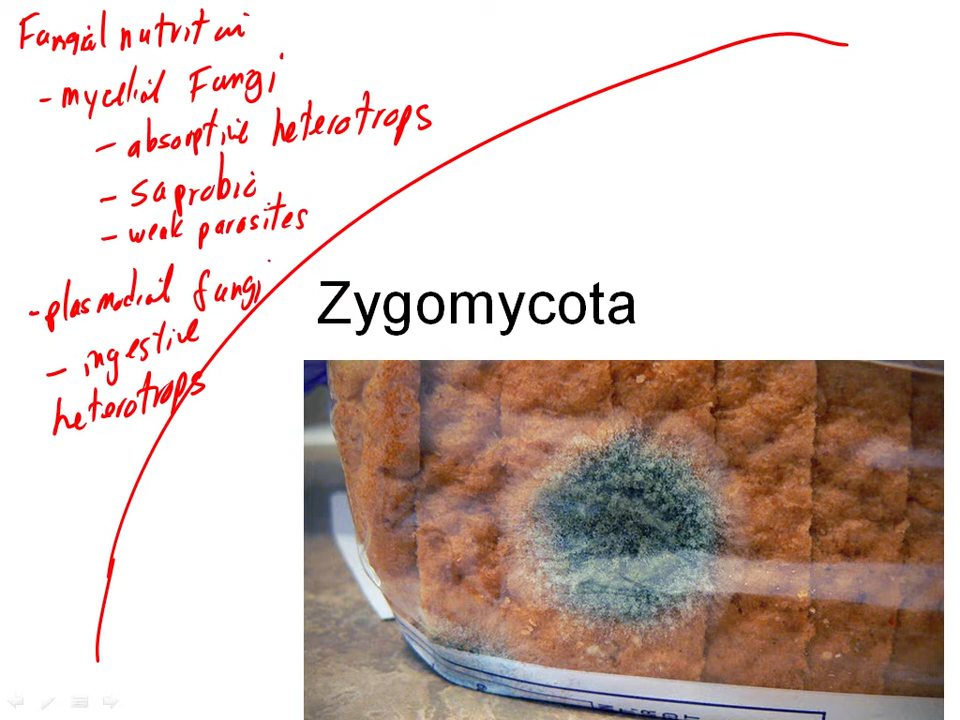 Fungial nutrition
- mycelial Fungi
- absorptive heterotrops
- saprobic
- weak parasites
- plasmodial fungi
- ingestive
heterotrops
Zygomycota